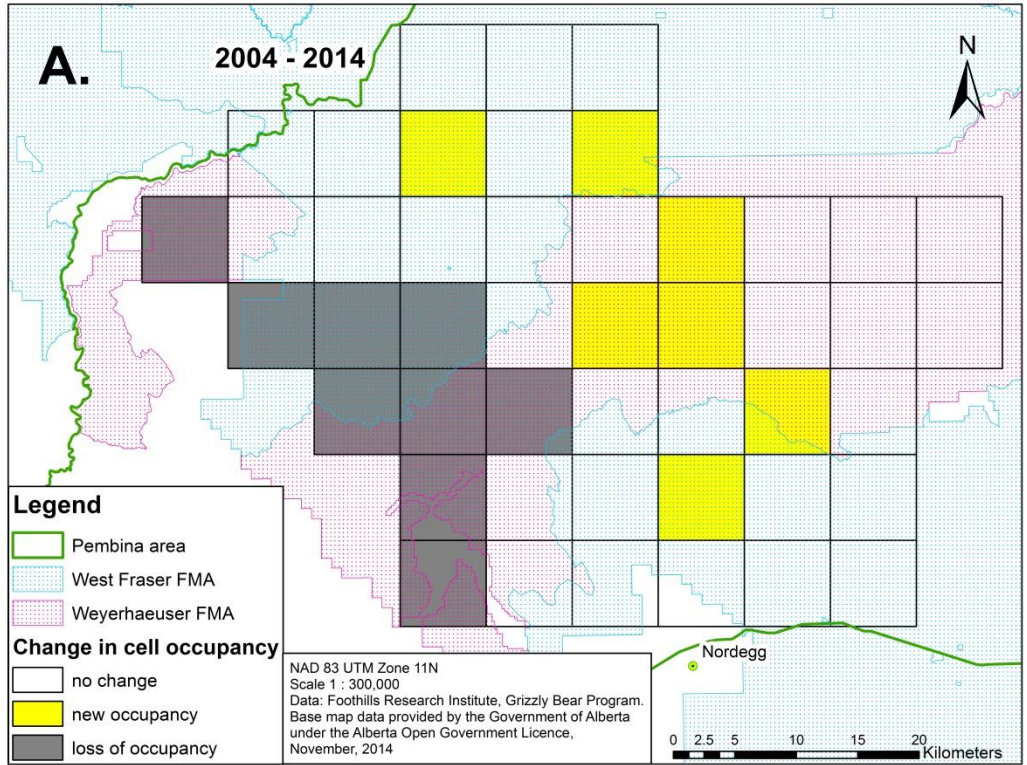 A.
2004 - 2014
N
Legend
Pembina area
West Fraser FMA
Weyerhaeuser FMA
Change in cell occupancy
no change
new occupancy
loss of occupancy
NAD 83 UTM Zone 11N
Scale 1 : 300,000
Data: Foothills Research Institute, Grizzly Bear Program.
Base map data provided by the Government of Alberta
under the Alberta Open Government Licence,
November, 2014
Nordegg
0 2.5 5 10 15 20
Kilometers